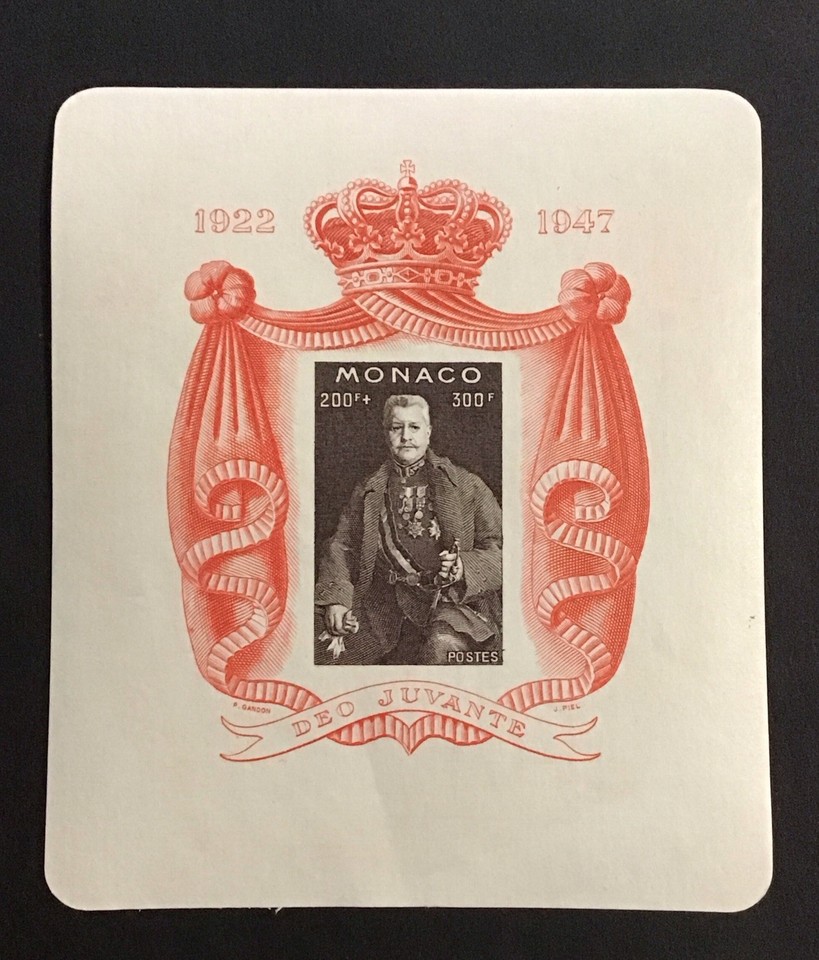 1922 1947
MONACO
200F+ 300F
POSTES
P. GANDON J. PIEL
DEO JUVANTE